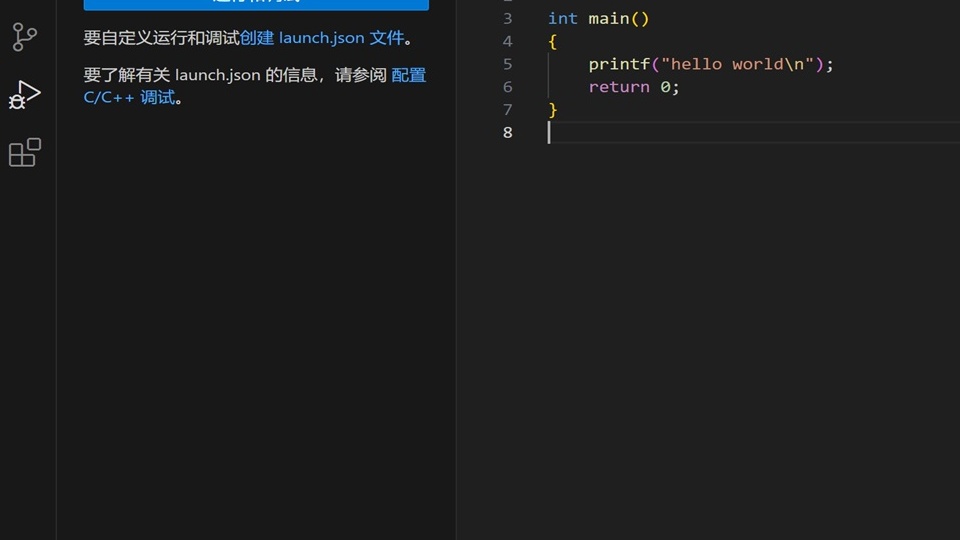 要自定义运行和调试创建 launch.json 文件。
要了解有关 launch.json 的信息，请参阅 配置
C/C++ 调试。
3 int main()
4 {
5 printf("hello world\n");
6 return 0;
7 }
8